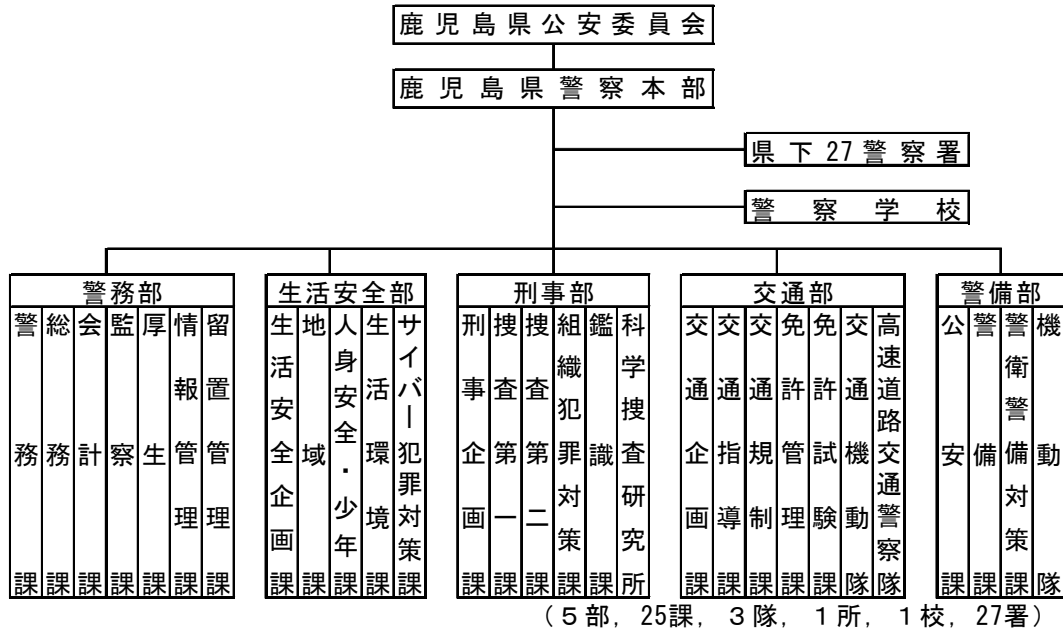 鹿児島県公安委員会
鹿児島県警察本部
県下27警察署
警察学校
警務部
警務課
総務課
会計課
監察課
厚生課
情報管理課
留置管理課
生活安全部
生活安全企画課
地域課
人身安全・少年課
生活環境課
サイバー犯罪対策課
刑事部
刑事企画課
捜査第一課
捜査第二課
組織犯罪対策課
鑑識課
科学捜査研究所
交通部
交通企画課
交通指導課
交通規制課
免許管理課
免許試験課
交通機動隊
高速道路交通警察隊
警備部
公安課
警備課
警衛警備対策課
機動隊
（５部，25課，３隊，１所，１校，27署）